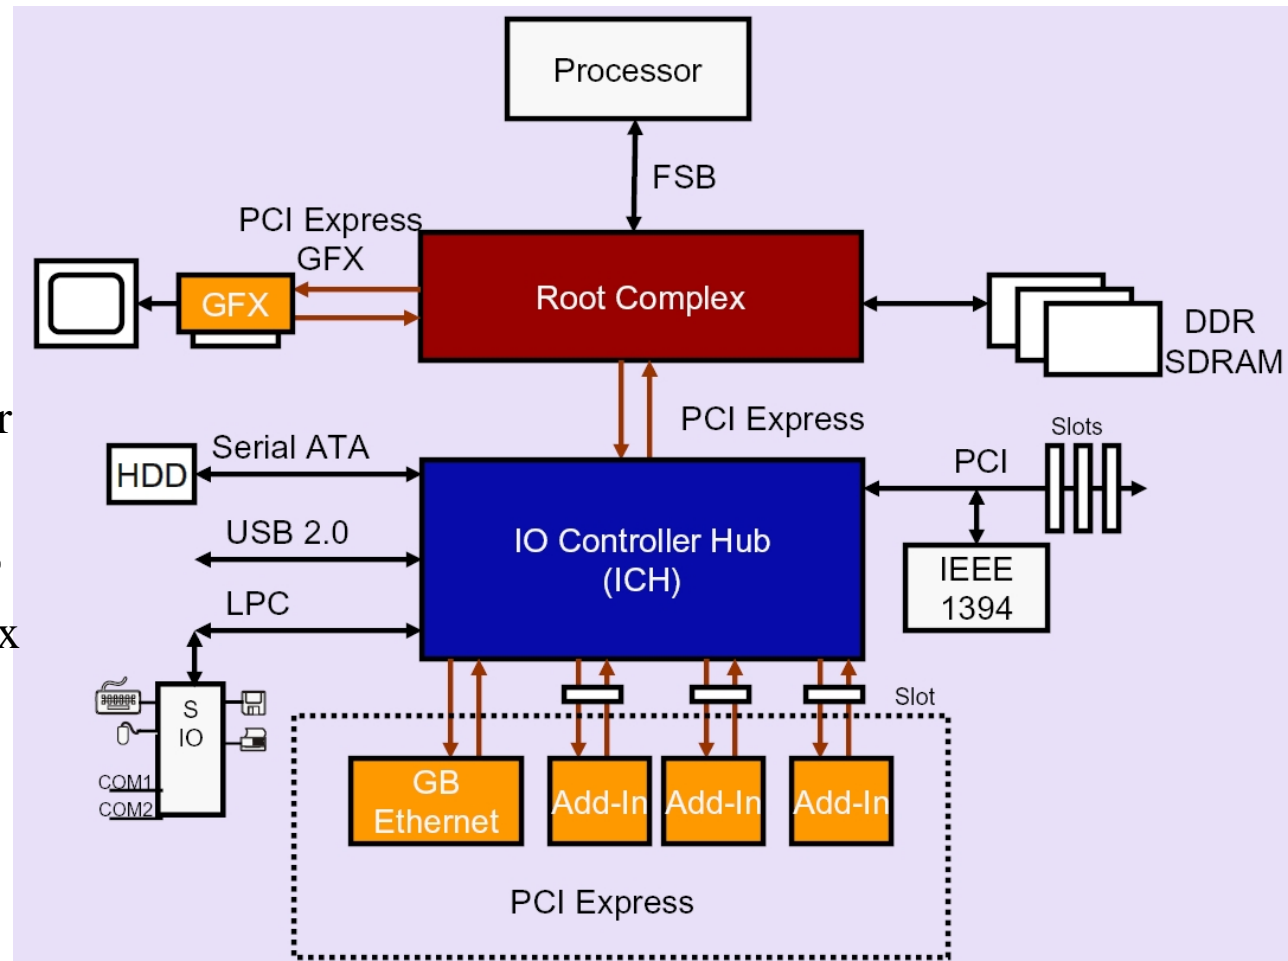 Processor
FSB
PCI Express
GFX
GFX
Root Complex
DDR
SDRAM
r
PCI Express
Slots
Serial ATA
HDD
PCI
USB 2.0
IO Controller Hub
(ICH)
IEEE
1394
LPC
x
S
IO
Slot
COM1
COM2
GB
Ethernet
Add-In
Add-In
Add-In
PCI Express